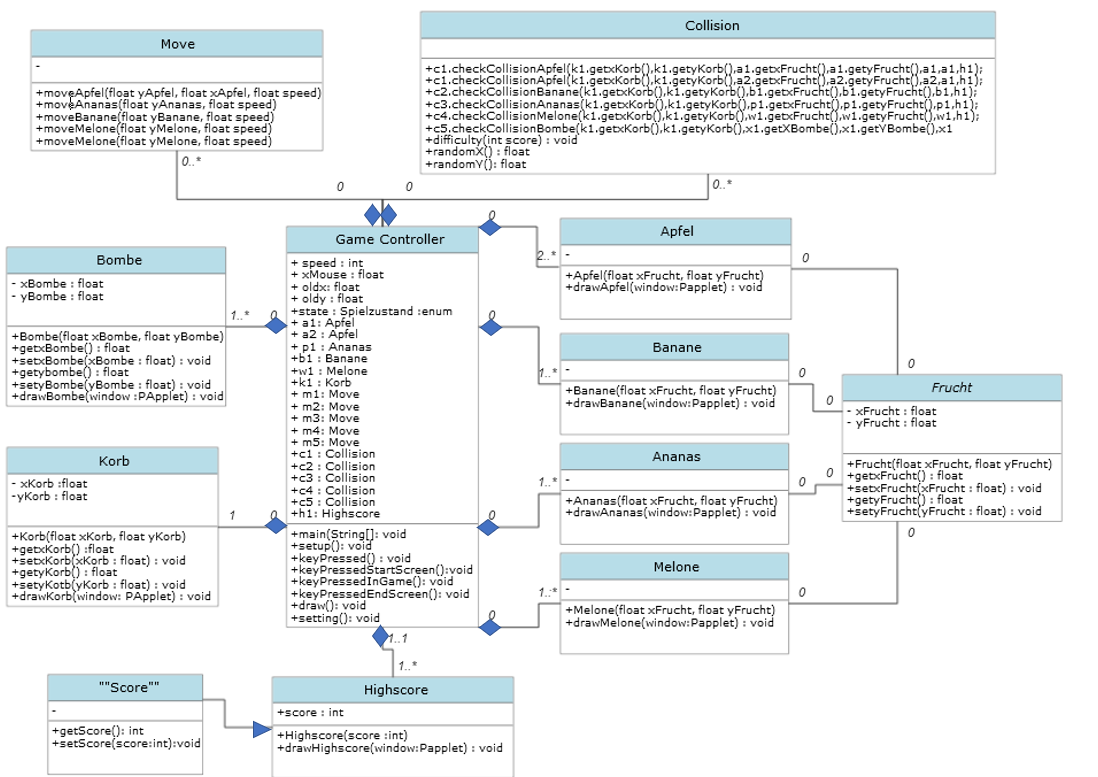 Move
-
+moveApfel(float yApfel, float xApfel, float speed)
+moveAnanas(float yAnanas, float speed)
+moveBanane(float yBanane, float speed)
+moveMelone(float yMelone, float speed)
+moveMelone(float yMelone, float speed)
0..*
0
Collision
+c1.checkCollisionApfel(k1.getxKorb(),k1.getyKorb(),a1.getxFrucht(),a1.getyFrucht(),a1,a1,h1);
+c1.checkCollisionApfel(k1.getxKorb(),k1.getyKorb(),a2.getxFrucht(),a2.getyFrucht(),a2,a1,h1);
+c2.checkCollisionBanane(k1.getxKorb(),k1.getyKorb(),b1.getxFrucht(),b1.getyFrucht(),b1,h1);
+c3.checkCollisionAnanas(k1.getxKorb(),k1.getyKorb(),p1.getxFrucht(),p1.getyFrucht(),p1,h1);
+c4.checkCollisionMelone(k1.getxKorb(),k1.getyKorb(),w1.getxFrucht(),w1.getyFrucht(),w1,h1);
+c5.checkCollisionBombe(k1.getxKorb(),k1.getyKorb(),x1.getXBombe(),x1.getYBombe(),x1
+difficulty(int score) : void
+randomX() : float
+randomY(): float
0..*
0
Bombe
- xBombe : float
- yBombe : float
+Bombe(float xBombe, float yBombe)
+getxBombe() : float
+setxBombe(xBombe : float) : void
+getybombe() : float
+setyBombe(yBombe : float) : void
+drawBombe(window :PApplet) : void
1..*
0
Korb
- xKorb :float
-yKorb : float
+Korb(float xKorb, float yKorb)
+getxKorb() :float
+setxKorb(xKorb : float) : void
+getyKorb() : float
+setyKotb(yKorb : float) : void
+drawKorb(window: PApplet) : void
1
0
Game Controller
+ speed : int
+ xMouse : float
+ oldx: float
+ oldy : float
+state : Spielzustand :enum
+ a1: Apfel
+ a2 : Apfel
+ p1 : Ananas
+b1 : Banane
+w1 : Melone
+k1 : Korb
+ m1: Move
+ m2: Move
+ m3: Move
+ m4: Move
+ m5: Move
+c1 : Collision
+c2 : Collision
+c3 : Collision
+c4 : Collision
+c5 : Collision
+h1: Highscore
+main(String[]: void
+setup(): void
+keyPressed() : void
+keyPressedStartScreen():void
+keyPressedInGame(): void
+keyPressedEndScreen(): void
+draw(): void
+setting(): void
0
2..*
Apfel
-
+Apfel(float xFrucht, float yFrucht)
+drawApfel(window:Papplet) : void
0
0
0
1..*
Banane
-
+Banane(float xFrucht, float yFrucht)
+drawBanane(window:Papplet) : void
0
0
0
1..*
Ananas
-
+Ananas(float xFrucht, float yFrucht)
+drawAnanas(window:Papplet) : void
0
0
0
1..*
Melone
-
+Melone(float xFrucht, float yFrucht)
+drawMelone(window:Papplet) : void
0
0
Frucht
- xFrucht : float
- yFrucht : float
+Frucht(float xFrucht, float yFrucht)
+getxFrucht() : float
+setxFrucht(xFrucht : float) : void
+getyFrucht() : float
+setyFrucht(yFrucht : float) : void
1..1
1..*
""Score""
-
+getScore(): int
+setScore(score:int):void
Highscore
+score : int
+Highscore(score :int)
+drawHighscore(window:Papplet) : void